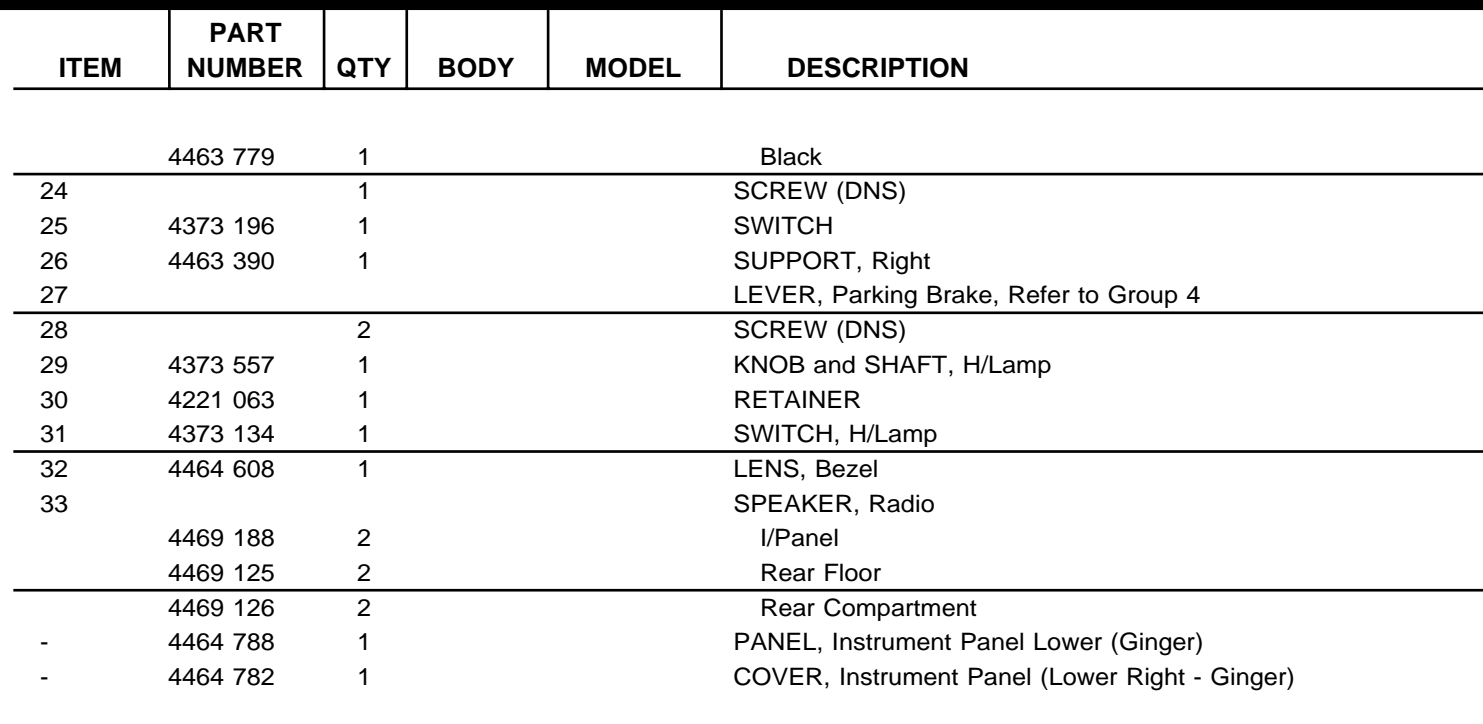 PART
ITEM NUMBER QTY BODY MODEL DESCRIPTION
4463 779 1 Black
24 1 SCREW (DNS)
25 4373 196 1 SWITCH
26 4463 390 1 SUPPORT, Right
27 LEVER, Parking Brake, Refer to Group 4
28 2 SCREW (DNS)
29 4373 557 1 KNOB and SHAFT, H/Lamp
30 4221 063 1 RETAINER
31 4373 134 1 SWITCH, H/Lamp
32 4464 608 1 LENS, Bezel
33 SPEAKER, Radio
4469 188 2 I/Panel
4469 125 2 Rear Floor
4469 126 2 Rear Compartment
- 4464 788 1 PANEL, Instrument Panel Lower (Ginger)
- 4464 782 1 COVER, Instrument Panel (Lower Right - Ginger)